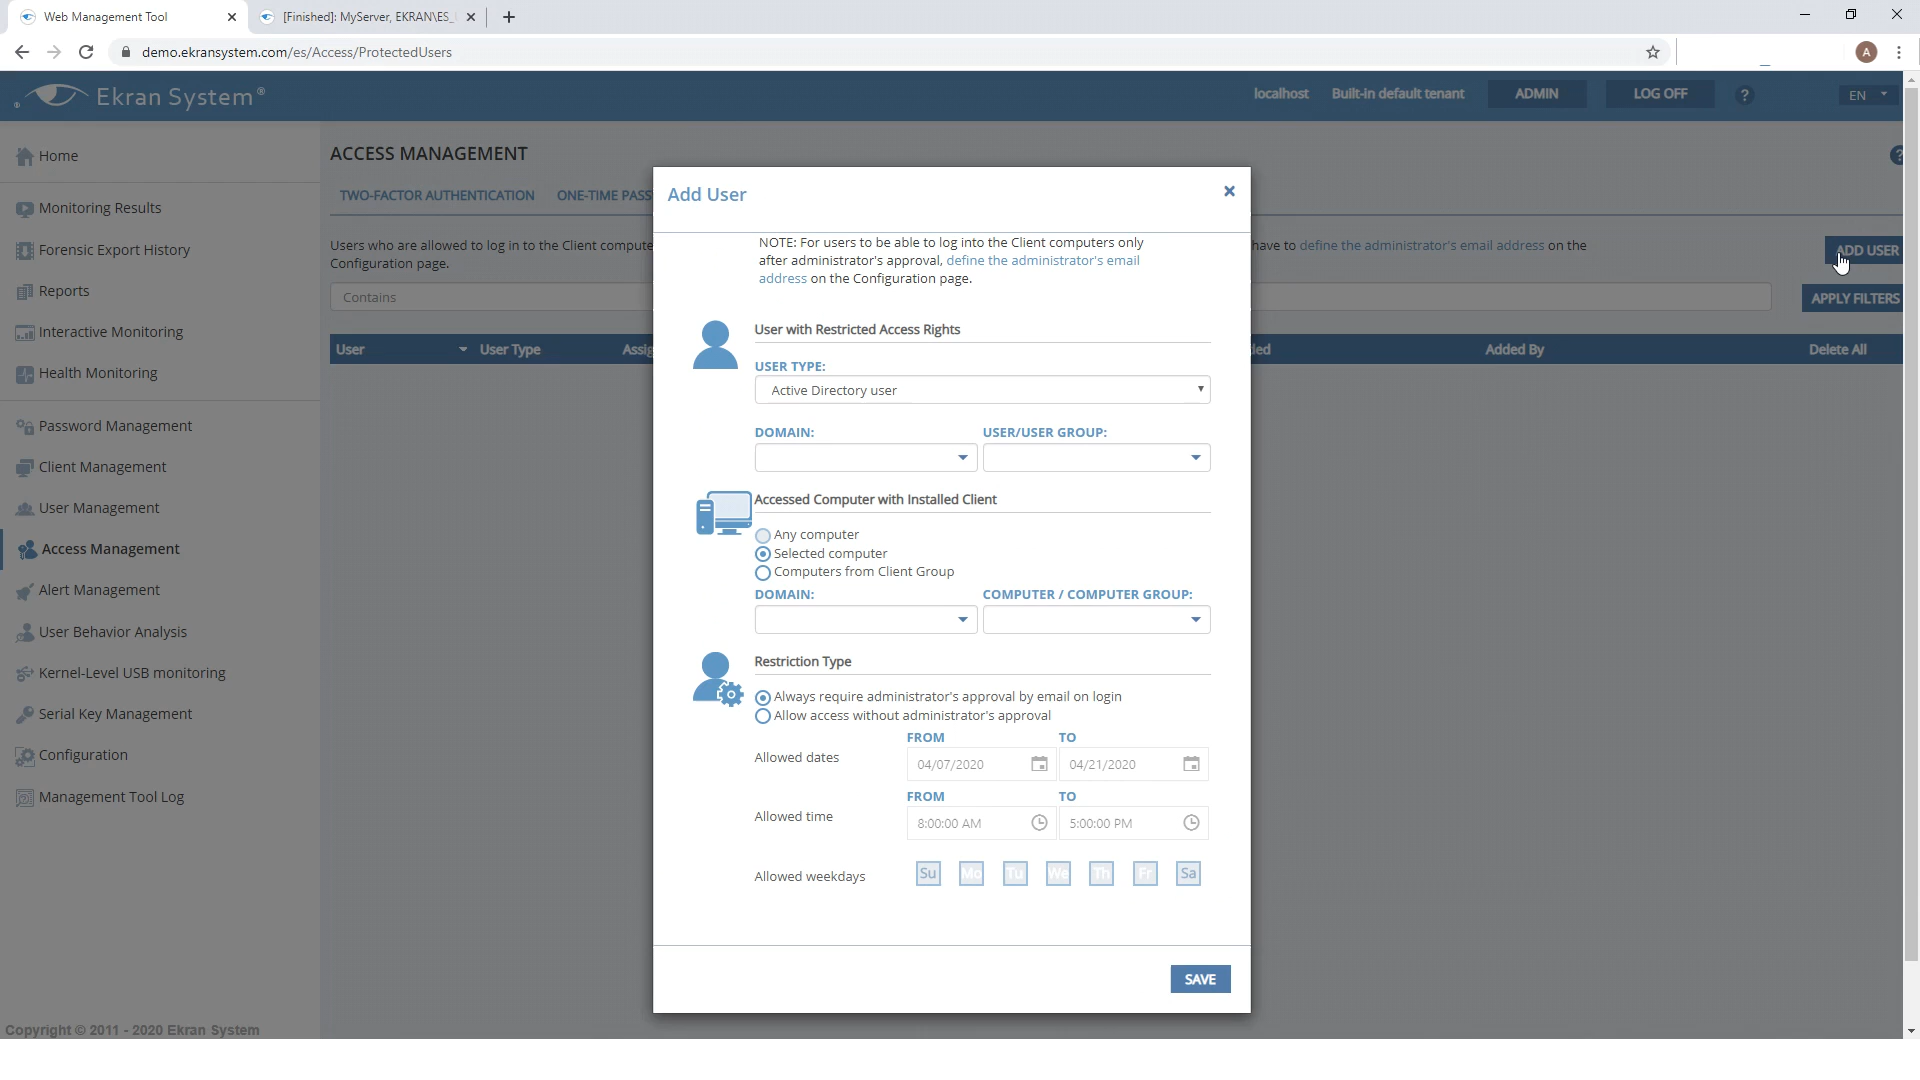 Web Management Tool
[Finished]: MyServer, EKRAN\ES_
demo.ekransystem.com/es/Access/ProtectedUsers
A
Ekran System®
localhost
Built-in default tenant
ADMIN
LOG OFF
?
EN
Home
Monitoring Results
Forensic Export History
Reports
Interactive Monitoring
Health Monitoring
Password Management
Client Management
User Management
Access Management
Alert Management
User Behavior Analysis
Kernel-Level USB monitoring
Serial Key Management
Configuration
Management Tool Log
Copyright © 2011 - 2020 Ekran System
ACCESS MANAGEMENT
?
TWO-FACTOR AUTHENTICATION
ONE-TIME PASS
Users who are allowed to log in to the Client compute
have to define the administrator's email address on the
Configuration page.
ADD USER
Contains
APPLY FILTERS
User
User Type
Assig
ded
Added By
Delete All
Add User
NOTE: For users to be able to log into the Client computers only
after administrator's approval, define the administrator's email
address on the Configuration page.
User with Restricted Access Rights
USER TYPE:
Active Directory user
DOMAIN:
USER/USER GROUP:
Accessed Computer with Installed Client
Any computer
Selected computer
Computers from Client Group
DOMAIN:
COMPUTER / COMPUTER GROUP:
Restriction Type
Always require administrator's approval by email on login
Allow access without administrator's approval
FROM
TO
Allowed dates
04/07/2020
04/21/2020
FROM
TO
Allowed time
8:00:00 AM
5:00:00 PM
Allowed weekdays
Su
Mo
Tu
We
Th
Fr
Sa
SAVE